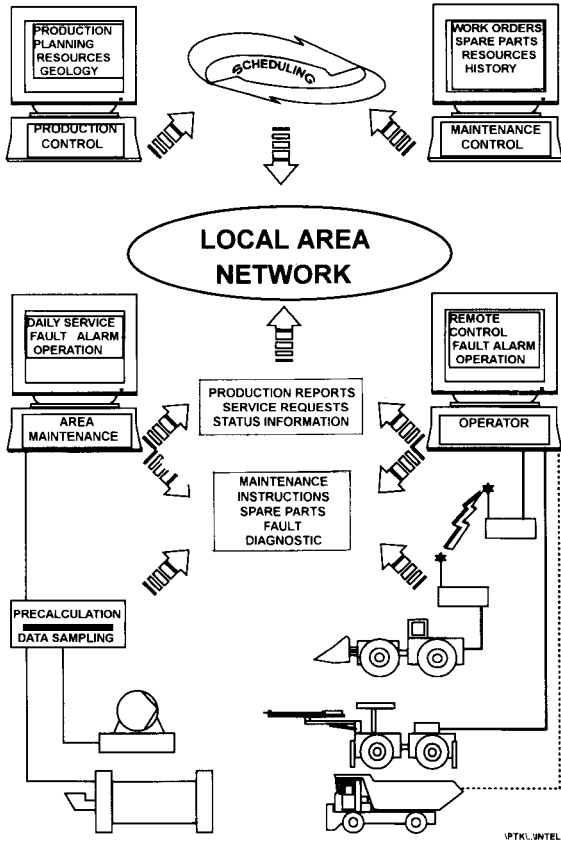 PRODUCTION
PLANNING
RESOURCES
GEOLOGY
PRODUCTION
CONTROL
SCHEDULING
WORK ORDERS
SPARE PARTS
RESOURCES
HISTORY
MAINTENANCE
CONTROL
LOCAL AREA
NETWORK
DAILY SERVICE
FAULT ALARM
OPERATION
AREA
MAINTENANCE
REMOTE
CONTROL
FAULT ALARM
OPERATION
OPERATOR
PRODUCTION REPORTS
SERVICE REQUESTS
STATUS INFORMATION
MAINTENANCE
INSTRUCTIONS
SPARE PARTS
FAULT
DIAGNOSTIC
PRECALCULATION
DATA SAMPLING